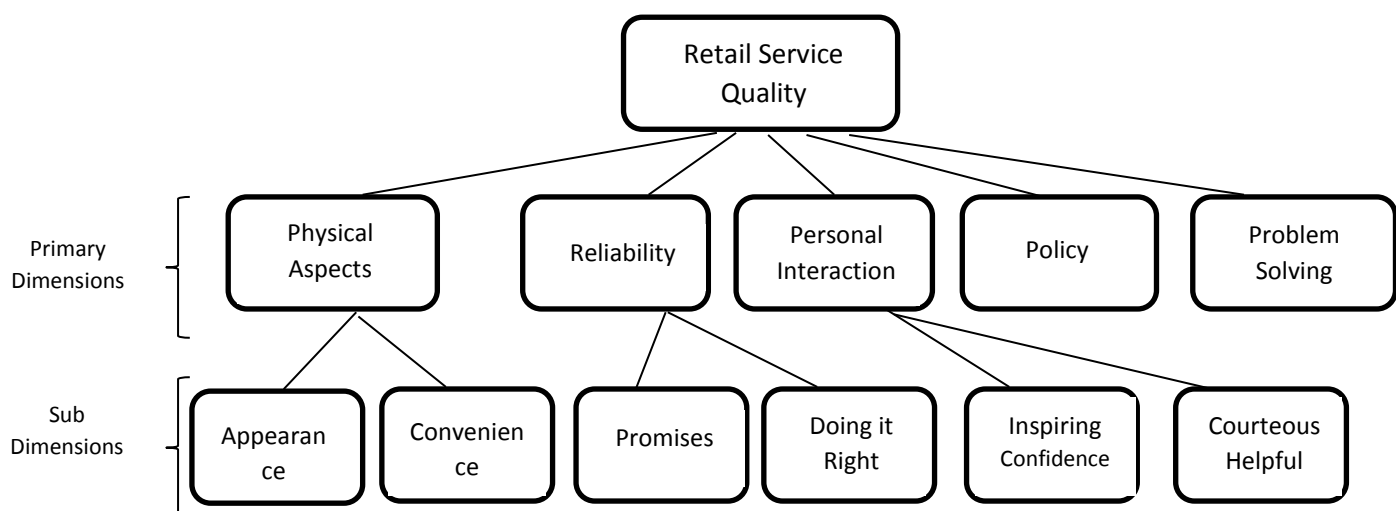 Retail Service
Quality
Primary
Dimensions
Physical
Aspects
Reliability
Personal
Interaction
Policy
Problem
Solving
Sub
Dimensions
Appearan
ce
Convenien
ce
Promises
Doing it
Right
Inspiring
Confidence
Courteous
Helpful